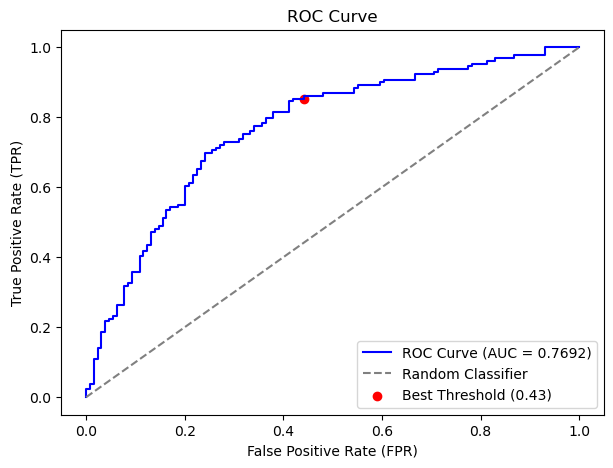 ROC Curve
True Positive Rate (TPR)
1.0
0.8
0.6
0.4
0.2
0.0
0.0
0.2
0.4
0.6
0.8
1.0
False Positive Rate (FPR)
ROC Curve (AUC = 0.7692)
Random Classifier
Best Threshold (0.43)